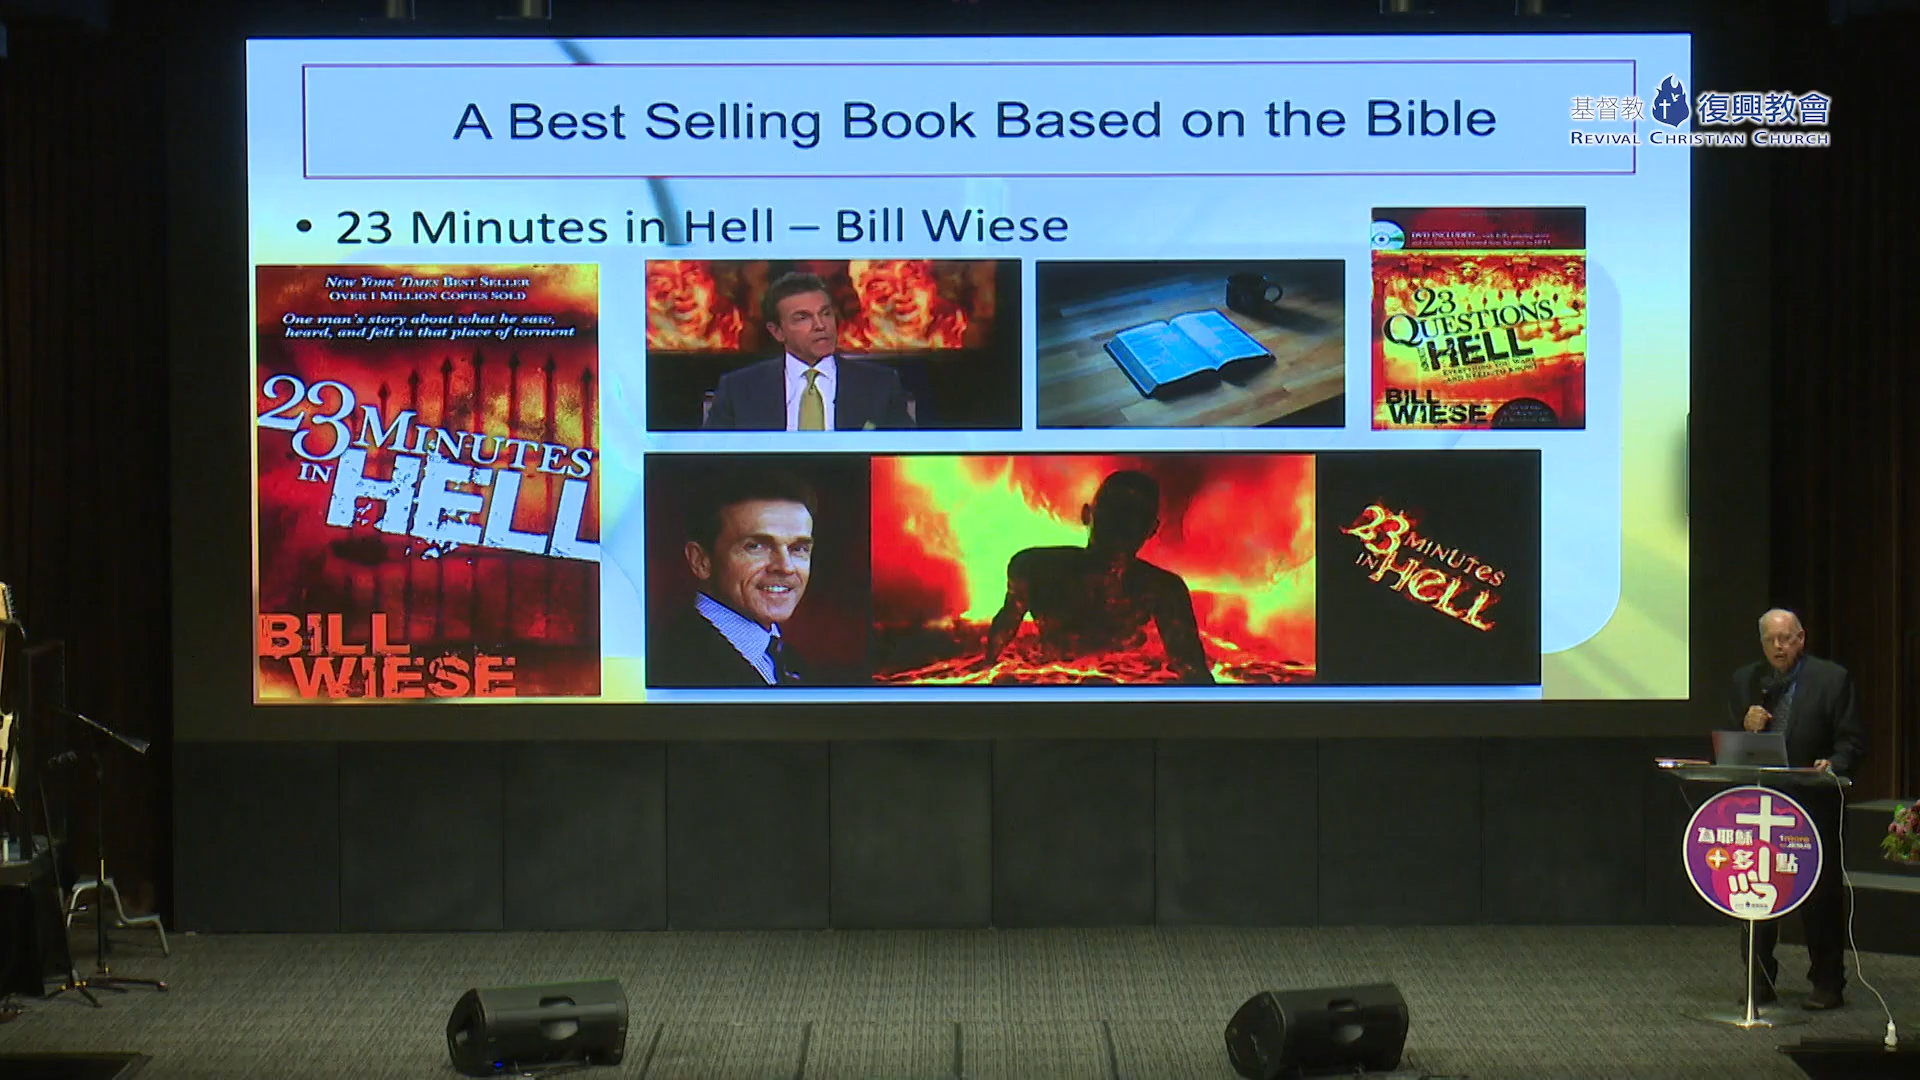 A Best Selling Book Based on the Bible
基督教 復興教會
REVIVAL CHRISTIAN CHURCH
• 23 Minutes in Hell – Bill Wiese
NEW YORK TIMES BEST SELLER
OVER 1 MILLION COPIES SOLD
One man's story about what he saw,
heard, and felt in that place of torment
23 MINUTES
IN HELL
BILL
WIESE
DVD INCLUDED
23
QUESTIONS
HELL
BILL
WIESE
23 MINUTES
IN HELL
為耶穌
+多點